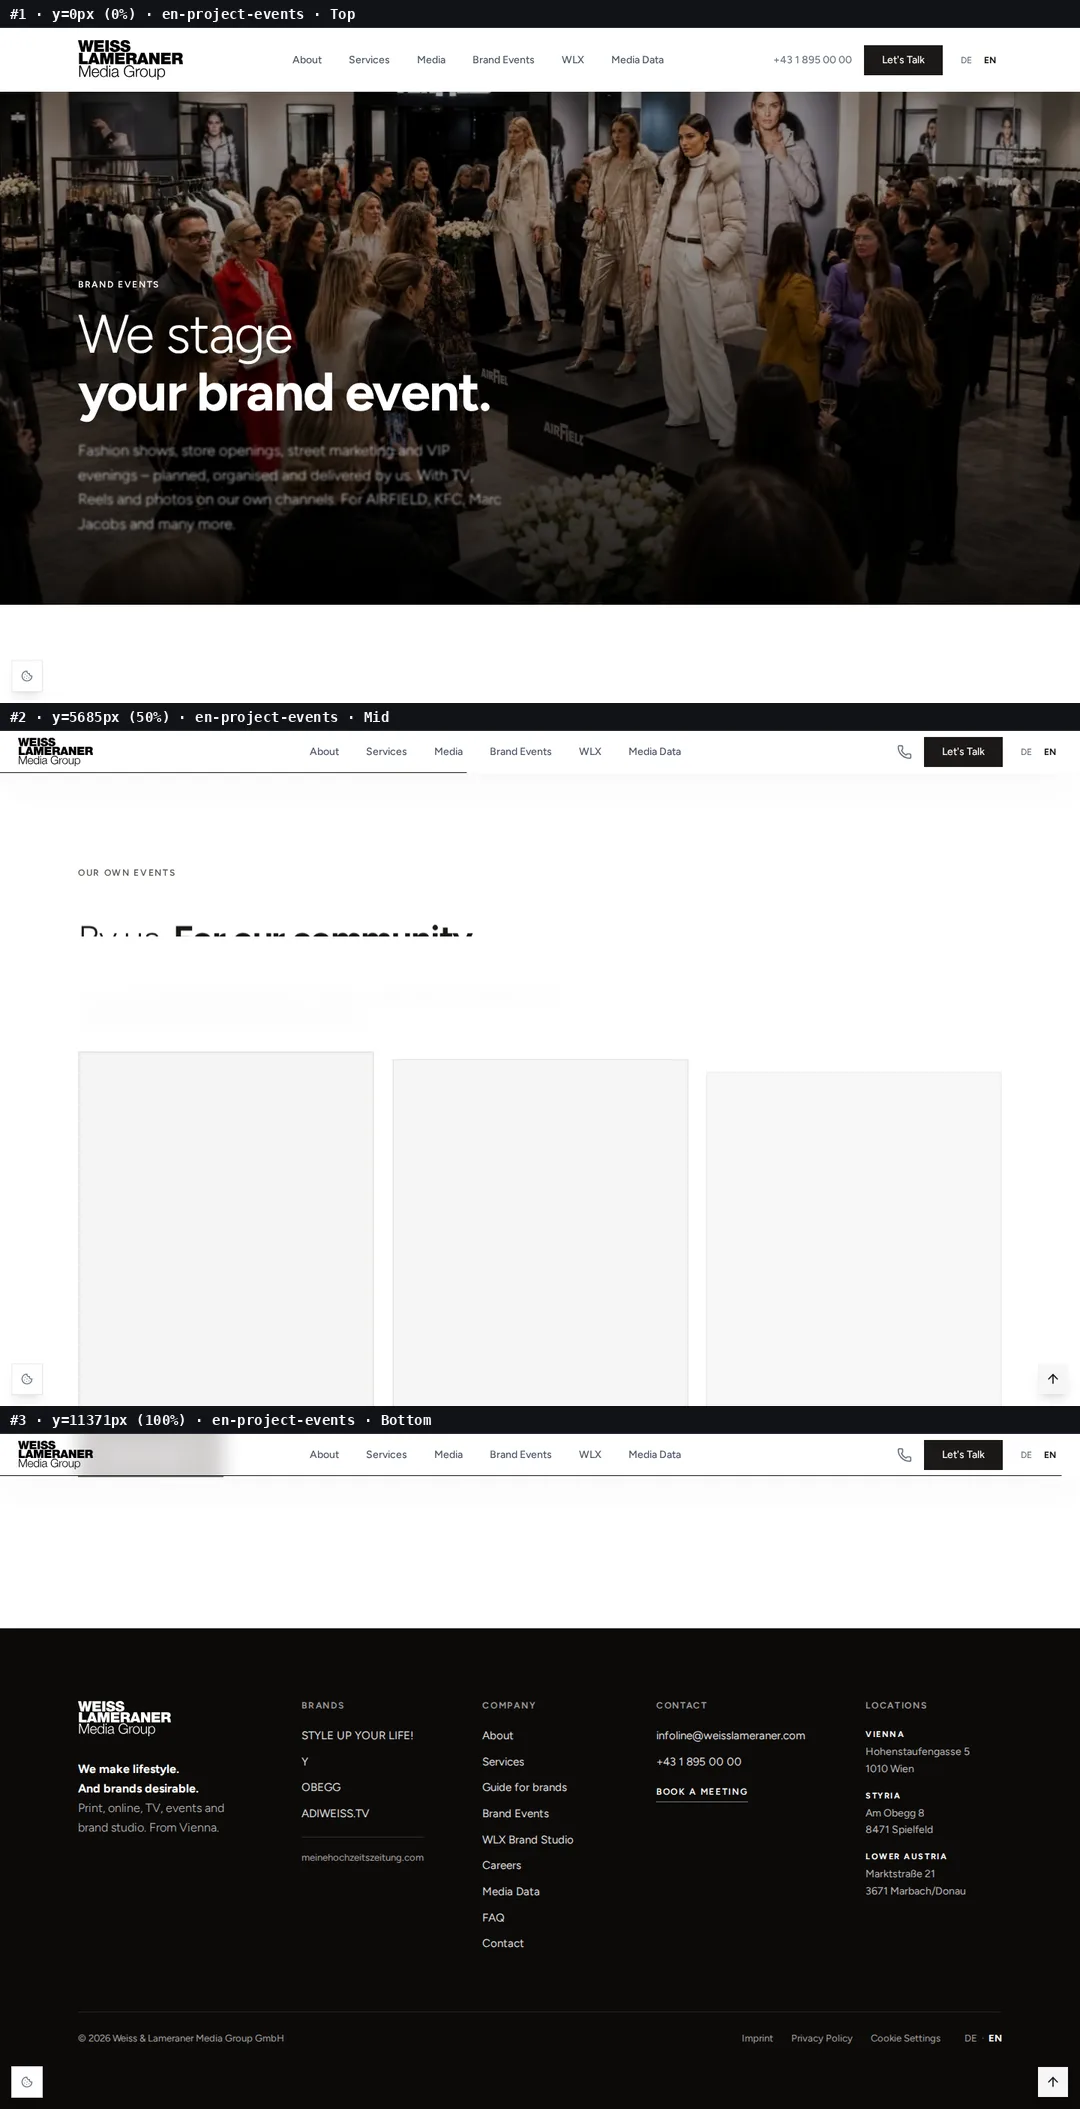 #1 · y=0px (0%) · en-project-events · Top
WEISS
LAMERANER
Media Group
About
Services
Media
Brand Events
WLX
Media Data
+43 1 895 00 00
Let's Talk
DE
EN
BRAND EVENTS
We stage
your brand event.
Fashion shows, store openings, street marketing and VIP
evenings – planned, organised and delivered by us. With TV,
Reels and photos on our own channels. For AIRFIELD, KFC, Marc
Jacobs and many more.
AIRFIEL
AIRFIELL
#2 · y=5685px (50%) · en-project-events · Mid
WEISS
LAMERANER
Media Group
About
Services
Media
Brand Events
WLX
Media Data
Let's Talk
DE
EN
OUR OWN EVENTS
By us. For our community.
#3 · y=11371px (100%) · en-project-events · Bottom
WEISS
LAMERANER
Media Group
About
Services
Media
Brand Events
WLX
Media Data
Let's Talk
DE
EN
WEISS
LAMERANER
Media Group
We make lifestyle.
And brands desirable.
Print, online, TV, events and
brand studio. From Vienna.
BRANDS
STYLE UP YOUR LIFE!
Y
OBEGG
ADIWEISS.TV
meinehochzeitszeitung.com
COMPANY
About
Services
Guide for brands
Brand Events
WLX Brand Studio
Careers
Media Data
FAQ
Contact
CONTACT
infoline@weisslameraner.com
+43 1 895 00 00
BOOK A MEETING
LOCATIONS
VIENNA
Hohenstaufengasse 5
1010 Wien
STYRIA
Am Obegg 8
8471 Spielfeld
LOWER AUSTRIA
Marktstraße 21
3671 Marbach/Donau
© 2026 Weiss & Lameraner Media Group GmbH
Imprint
Privacy Policy
Cookie Settings
DE · EN